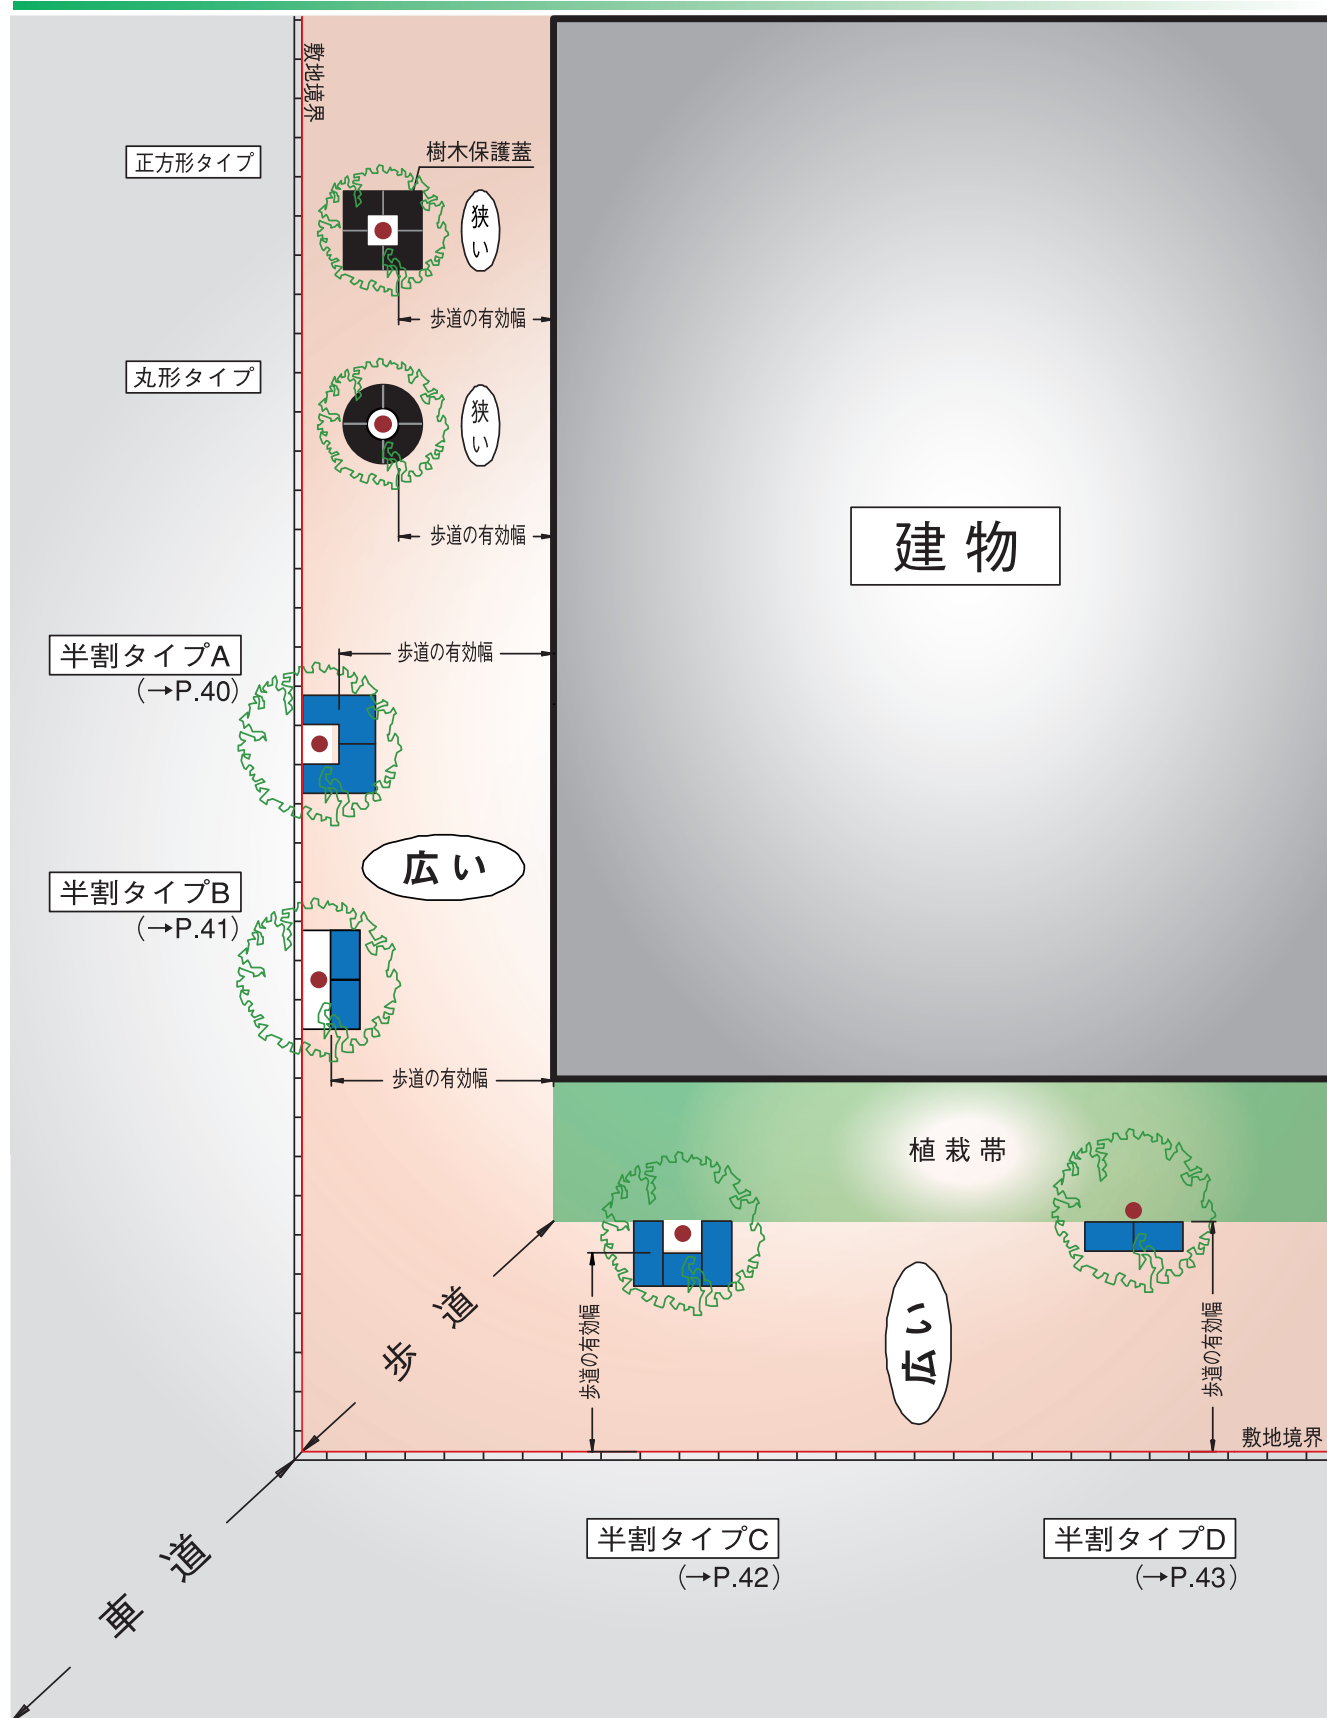 敷地境界
正方形タイプ
樹木保護蓋
狭い
歩道の有効幅
丸形タイプ
狭い
歩道の有効幅
建物
半割タイプA
(→P.40)
歩道の有効幅
広い
半割タイプB
(→P.41)
歩道の有効幅
植栽帯
歩道
歩道の有効幅
広い
歩道の有効幅
敷地境界
車道
半割タイプC
(→P.42)
半割タイプD
(→P.43)